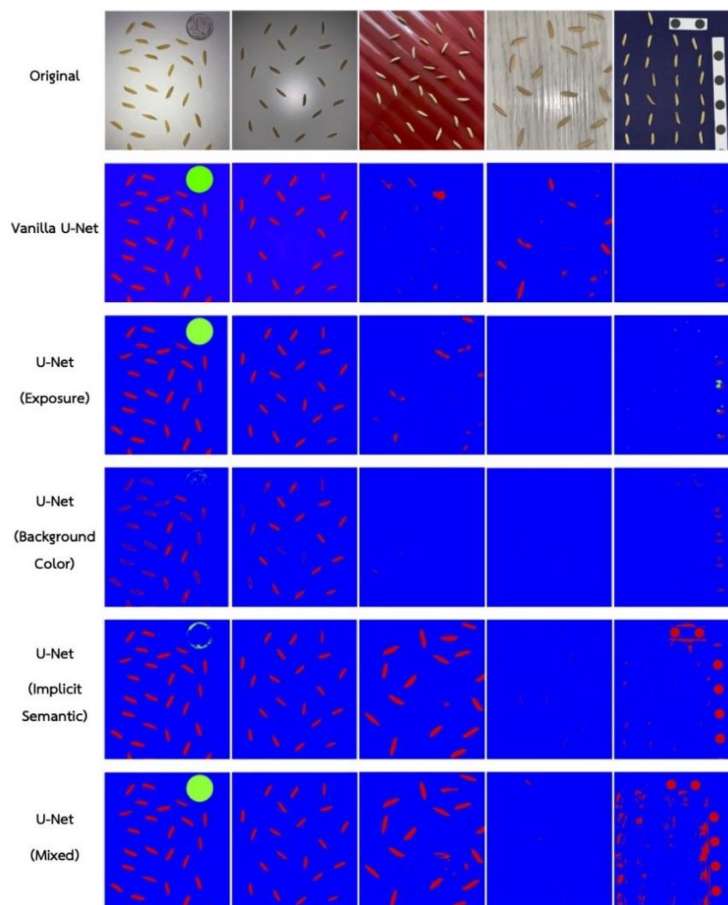 Original
Vanilla U-Net
U-Net
(Exposure)
U-Net
(Background
Color)
U-Net
(Implicit
Semantic)
U-Net
(Mixed)